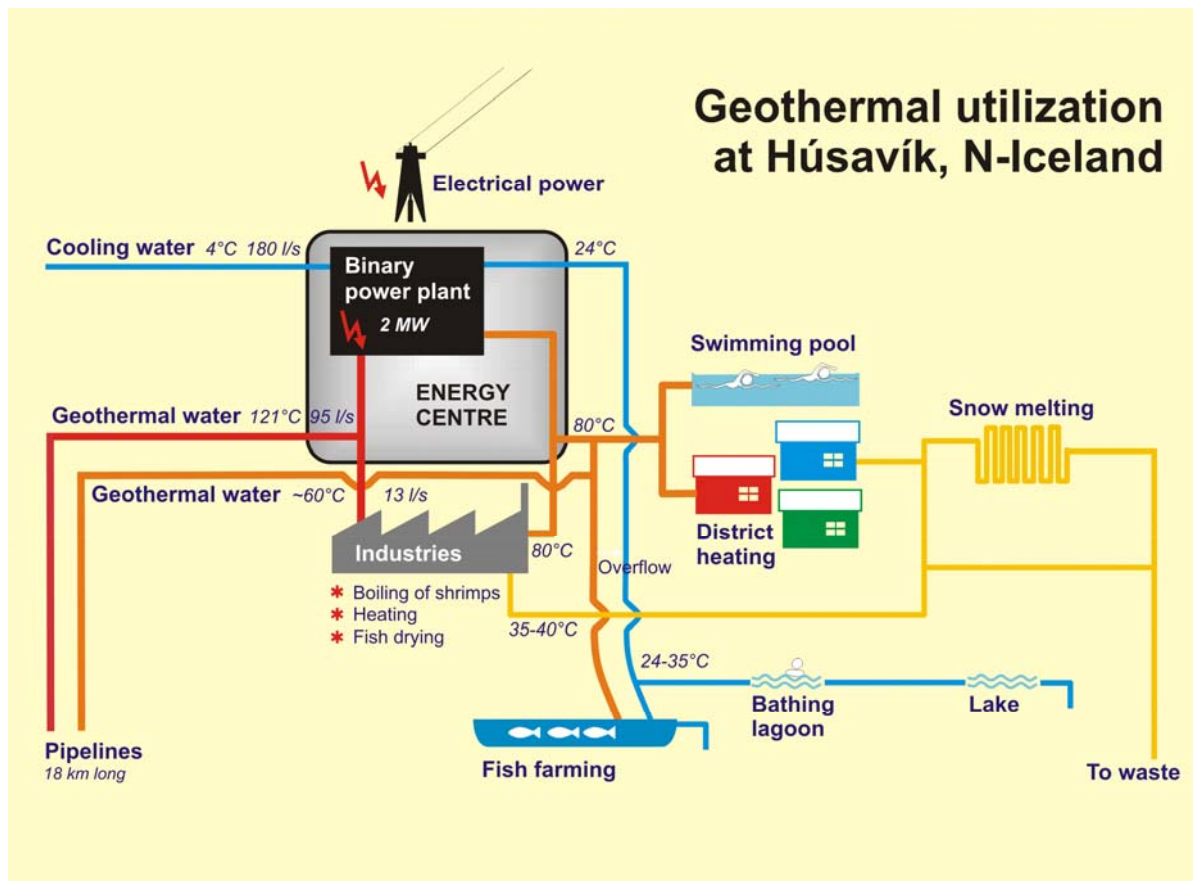 Geothermal utilization
at Húsavík, N-Iceland
Electrical power
Cooling water 4°C 180 l/s
24°C
Binary
power plant
2 MW
ENERGY
CENTRE
Swimming pool
Geothermal water 121°C 95 l/s
80°C
Snow melting
Geothermal water ~60°C 13 l/s
District
heating
Industries
80°C
Overflow
* Boiling of shrimps
* Heating
* Fish drying
35-40°C
24-35°C
Bathing
lagoon
Lake
Pipelines
18 km long
Fish farming
To waste